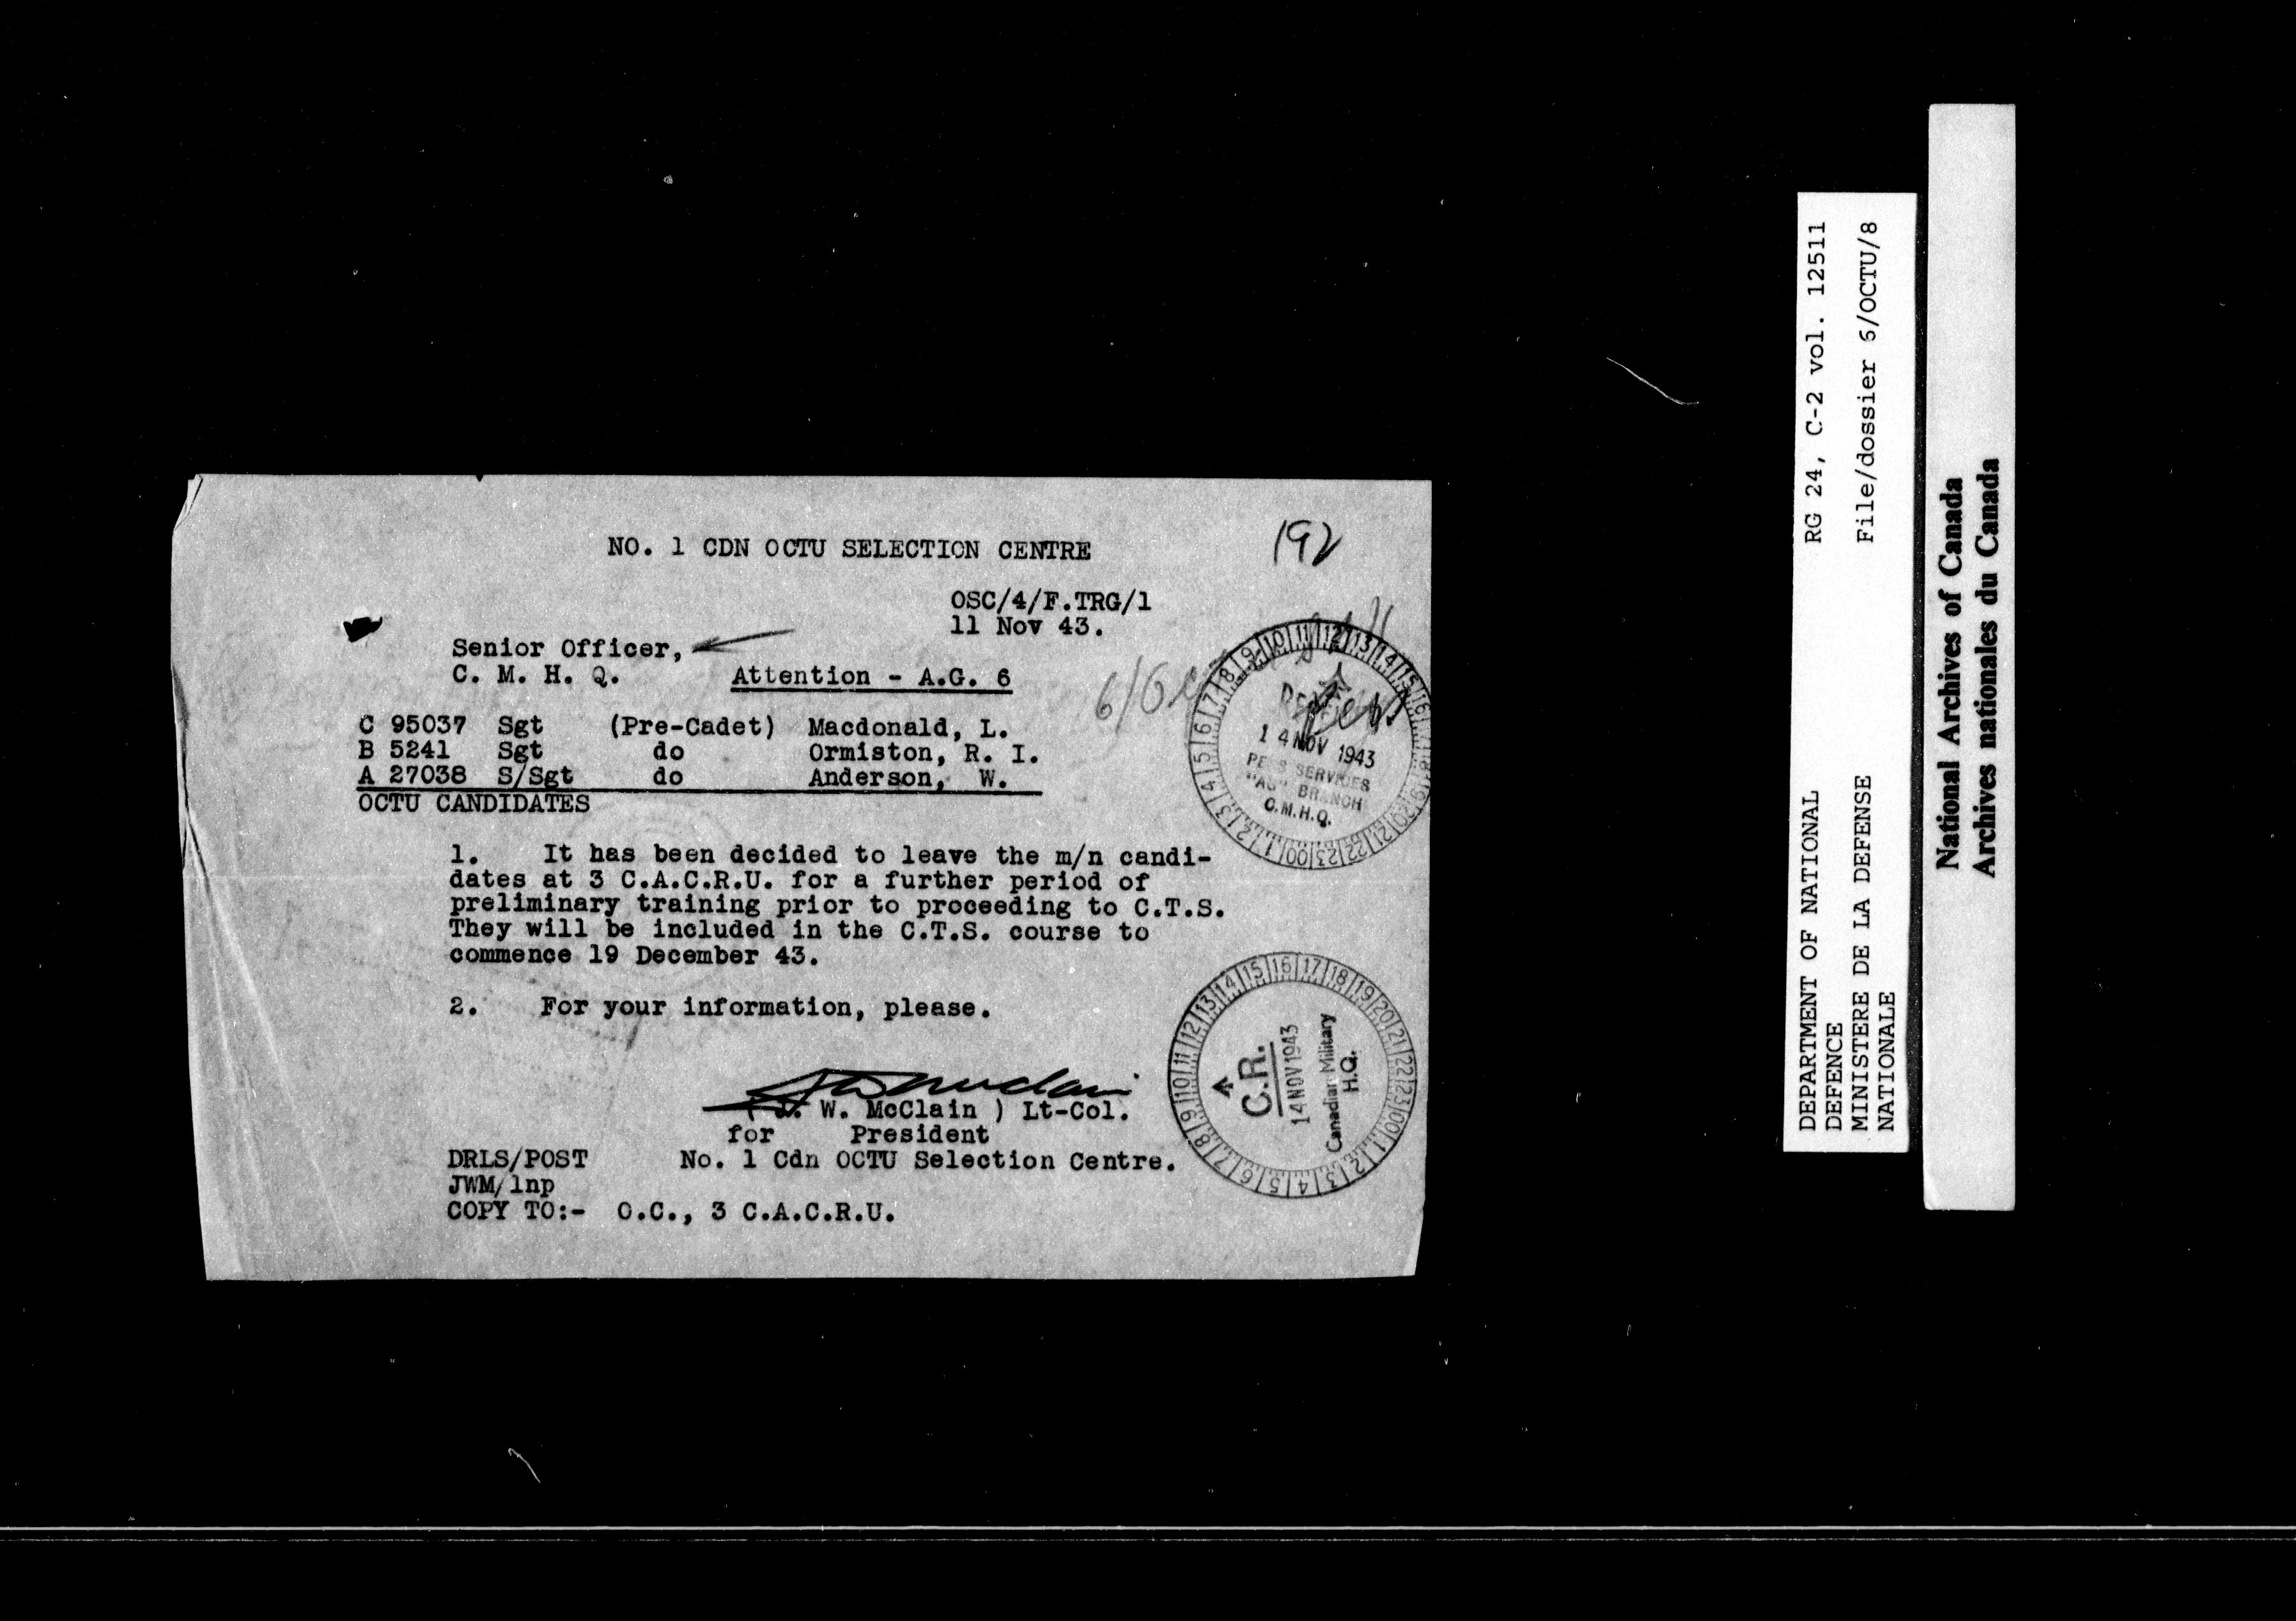 NO. 1 CDN OCTU SELECTION CENTRE
192
OSC/4/F.TRG/1
11 Nov 43.
Senior Officer,
C. M. H. Q.
Attention - A.G. 6
C 95037 Sgt (Pre-Cadet) Macdonald, L.
B 5241 Sgt do Ormiston, R. I.
A 27038 S/Sgt do Anderson, W.
OCTU CANDIDATES
14 NOV 1943
PERS SERVICES
"AG" BRANCH
C.M.H.Q.
1. It has been decided to leave the m/n candi-
dates at 3 C.A.C.R.U. for a further period of
preliminary training prior to proceeding to C.T.S.
They will be included in the C.T.S. course to
commence 19 December 43.
2. For your information, please.
C.R.
14 NOV 1943
Canadian Military
H.Q.
( J. W. McClain ) Lt-Col.
for President
DRLS/POST No. 1 Cdn OCTU Selection Centre.
JWM/lnp
COPY TO:- O.C., 3 C.A.C.R.U.
DEPARTMENT OF NATIONAL
DEFENCE
MINISTERE DE LA DEFENSE
NATIONALE
RG 24, C-2 vol. 12511
File/dossier 6/OCTU/8
National Archives of Canada
Archives nationales du Canada